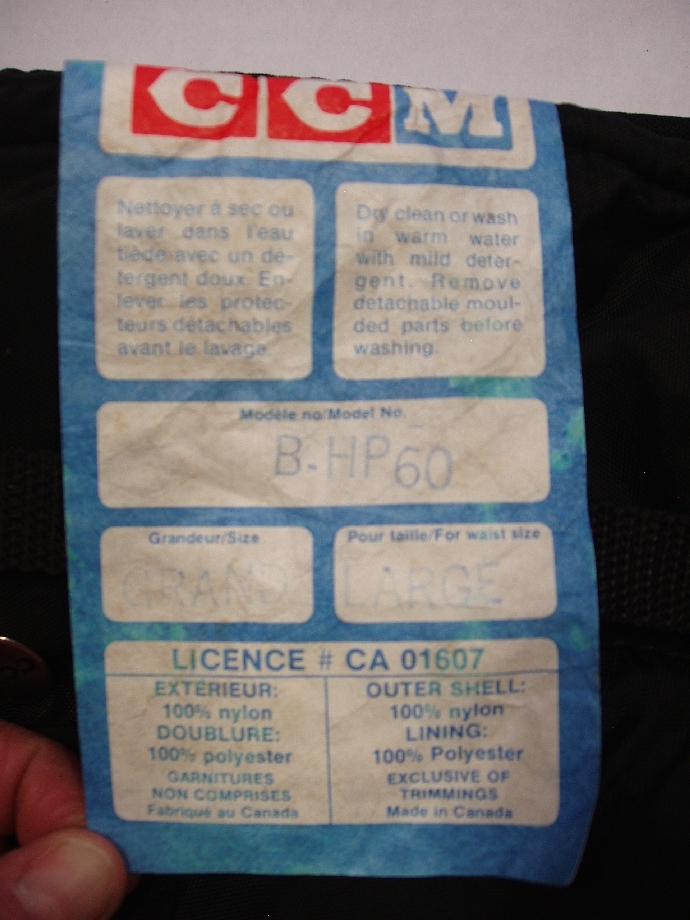 CCM
Nettoyer à sec ou
laver dans l'eau
tiède avec un dé-
tergent doux. En-
lever les protec-
teurs détachables
avant le lavage.
Dry clean or wash
in warm water
with mild deter-
gent. Remove
detachable moul-
ded parts before
washing.
Modèle no/Model No.
B-HP60
Grandeur/Size
GRAND
Pour taille/For waist size
LARGE
LICENCE # CA 01607
EXTÉRIEUR:
100% nylon
DOUBLURE:
100% polyester
GARNITURES
NON COMPRISES
Fabriqué au Canada
OUTER SHELL:
100% nylon
LINING:
100% Polyester
EXCLUSIVE OF
TRIMMINGS
Made in Canada